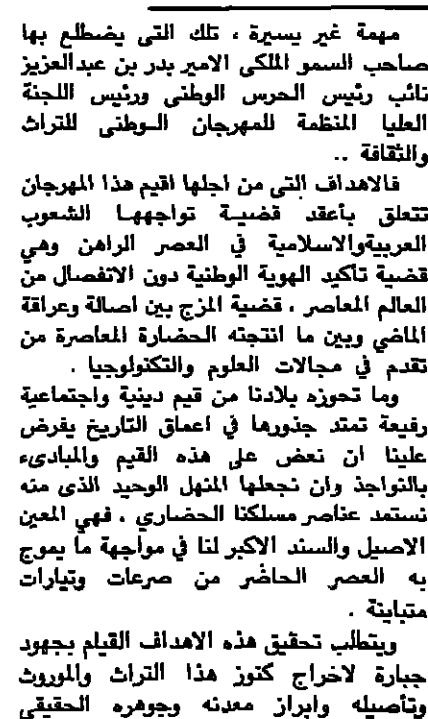 مهمة غير يسيرة ، تلك التى يضطلع بها
صاحب السمو الملكى الامير بدر بن عبدالعزيز
نائب رئيس الحرس الوطنى ورئيس اللجنة
العليا المنظمة للمهرجان الوطنى للتراث
والثقافة ..
فالاهداف التى من اجلها اقيم هذا المهرجان
تتعلق بأعقد قضية تواجهها الشعوب
العربيةوالاسلامية في العصر الراهن وهي
قضية تأكيد الهوية الوطنية دون الانفصال من
العالم المعاصر ، قضية المزج بين اصالة وعراقة
الماضي وبين ما انتجته الحضارة المعاصرة من
تقدم في مجالات العلوم والتكنولوجيا .
وما تحوزه بلادنا من قيم دينية واجتماعية
رفيعة تمتد جذورها في اعماق التاريخ يفرض
علينا ان نعض على هذه القيم والمبادىء
بالنواجذ وان نجعلها المنهل الوحيد الذى منه
نستمد عناصر مسلكنا الحضاري ، فهي المعين
الاصيل والسند الاكبر لنا في مواجهة ما يموج
به العصر الحاضر من صرعات وتيارات
متباينة .
ويتطلب تحقيق هذه الاهداف القيام بجهود
جبارة لاخراج كنوز هذا التراث والموروث
وتأصيله وابراز معدنه وجوهره الحقيقى